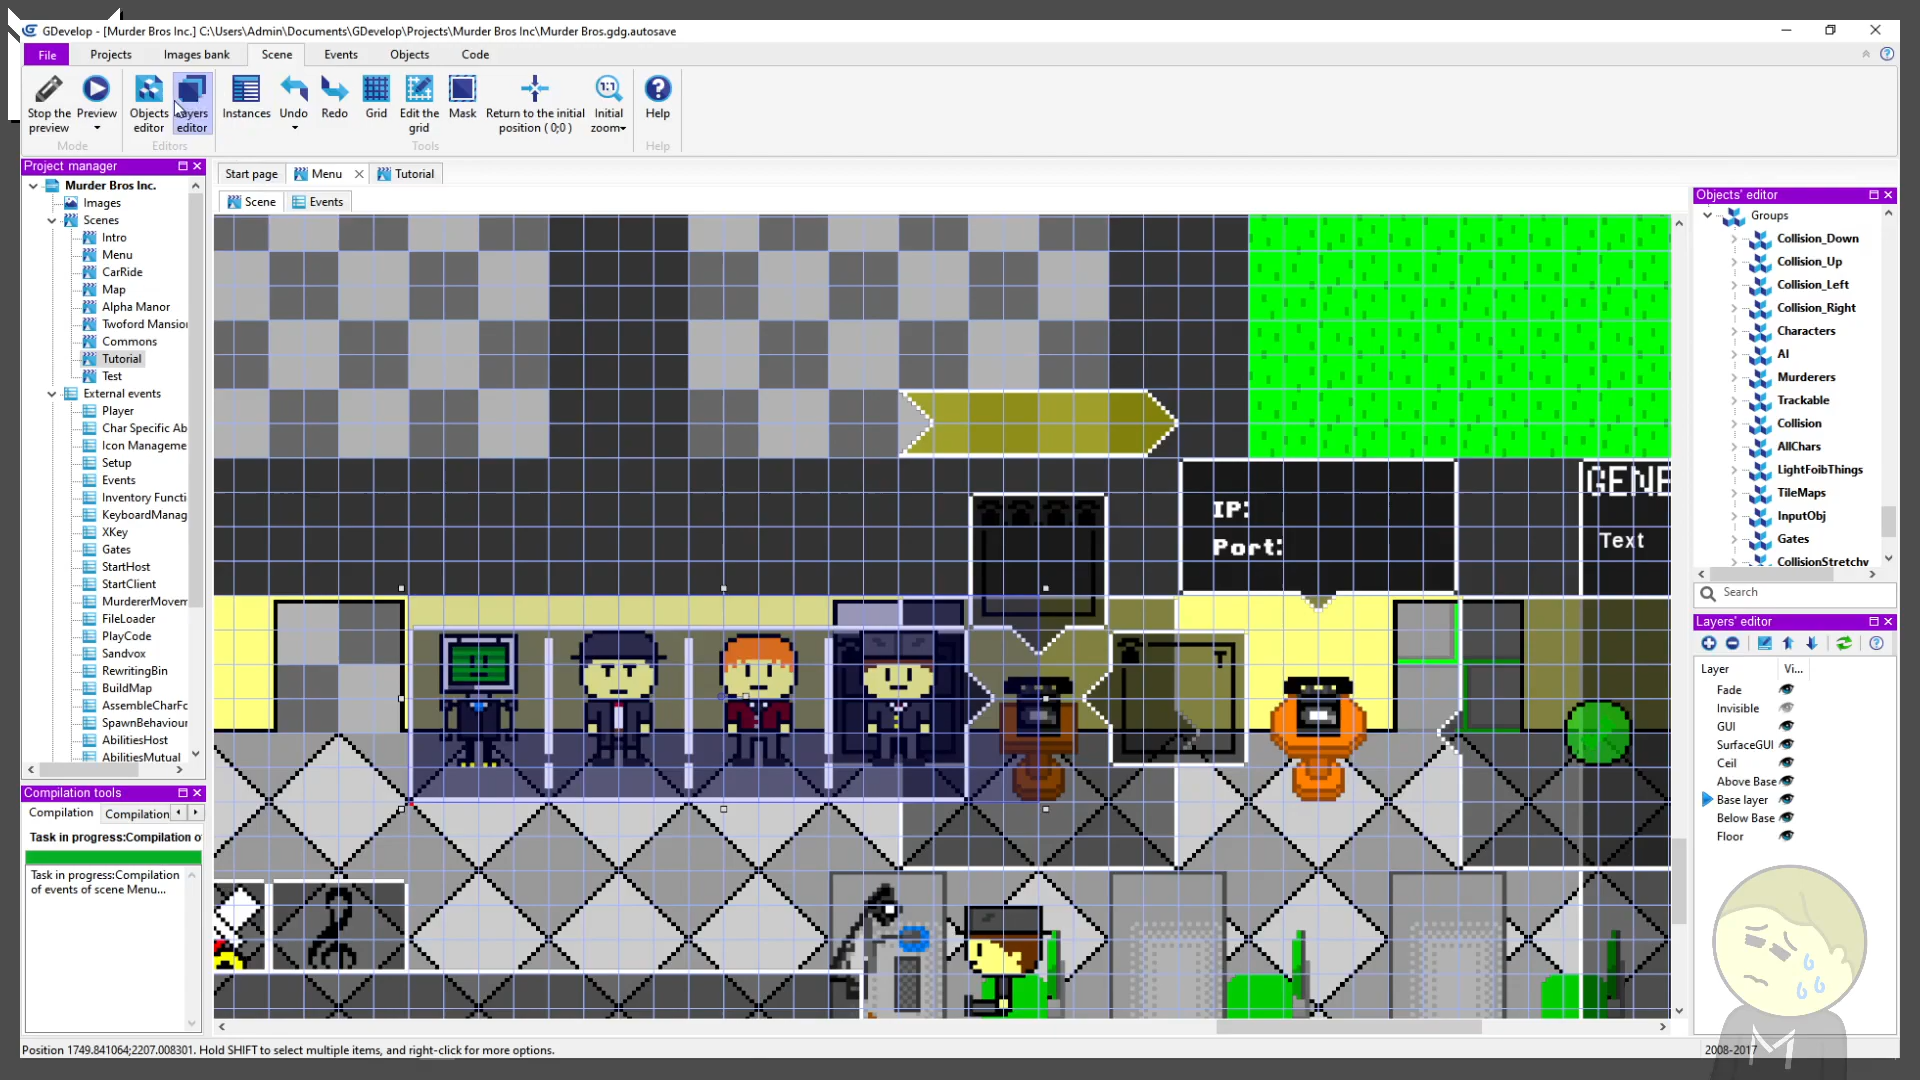 GDevelop - [Murder Bros Inc.] C:\Users\Admin\Documents\GDevelop\Projects\Murder Bros Inc\Murder Bros.gdg.autosave
File Projects Images bank Scene Events Objects Code
Stop the preview
Preview
Objects editor
Layers editor
Instances
Undo
Redo
Grid
Edit the grid
Mask
Return to the initial position ( 0;0 )
1:1
Initial zoom
Help
Mode Editors Tools Help
Project manager
Murder Bros Inc.
Images
Scenes
Intro
Menu
CarRide
Map
Alpha Manor
Twoford Mansio
Commons
Tutorial
Test
External events
Player
Char Specific Ab
Icon Manageme
Setup
Events
Inventory Functi
KeyboardManag
XKey
Gates
StartHost
StartClient
MurdererMovem
FileLoader
PlayCode
Sandvox
RewritingBin
BuildMap
AssembleCharFc
SpawnBehaviour
AbilitiesHost
AbilitiesMutual
Compilation tools
Compilation Compilation
Task in progress:Compilation o
Task in progress:Compilation
of events of scene Menu...
Start page Menu Tutorial
Scene Events
IP:
Port:
GENE
Text
T
Objects' editor
Groups
Collision_Down
Collision_Up
Collision_Left
Collision_Right
Characters
AI
Murderers
Trackable
Collision
AllChars
LightFoibThings
TileMaps
InputObj
Gates
CollisionStretchy
Search
Layers' editor
Layer Vi...
Fade
Invisible
GUI
SurfaceGUI
Ceil
Above Base
Base layer
Below Base
Floor
Position 1749.841064;2207.008301. Hold SHIFT to select multiple items, and right-click for more options.
2008-2017